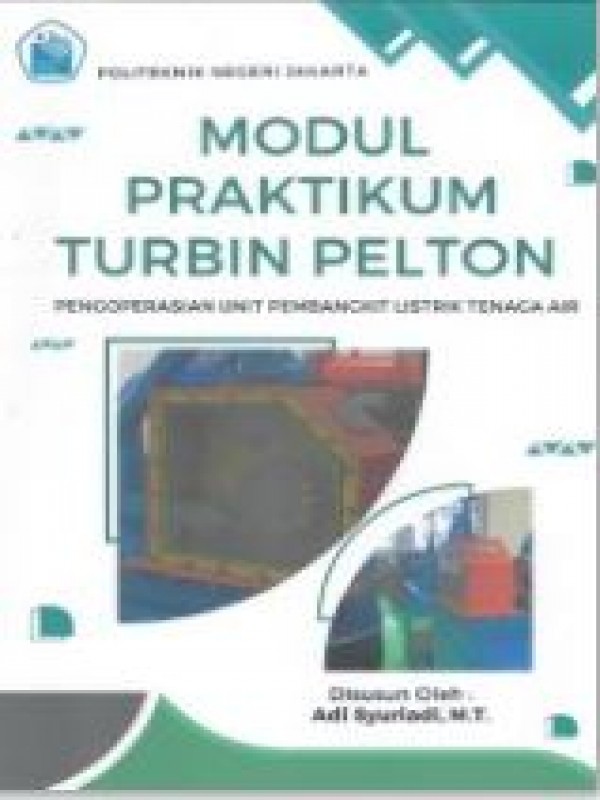 POLITEKNIK NEGERI JAKARTA
MODUL
PRAKTIKUM
TURBIN PELTON
PENGOPERASIAN UNIT PEMBANGKIT LISTRIK TENAGA AIR
Disusun Oleh :
Adi Syuriadi, M.T.